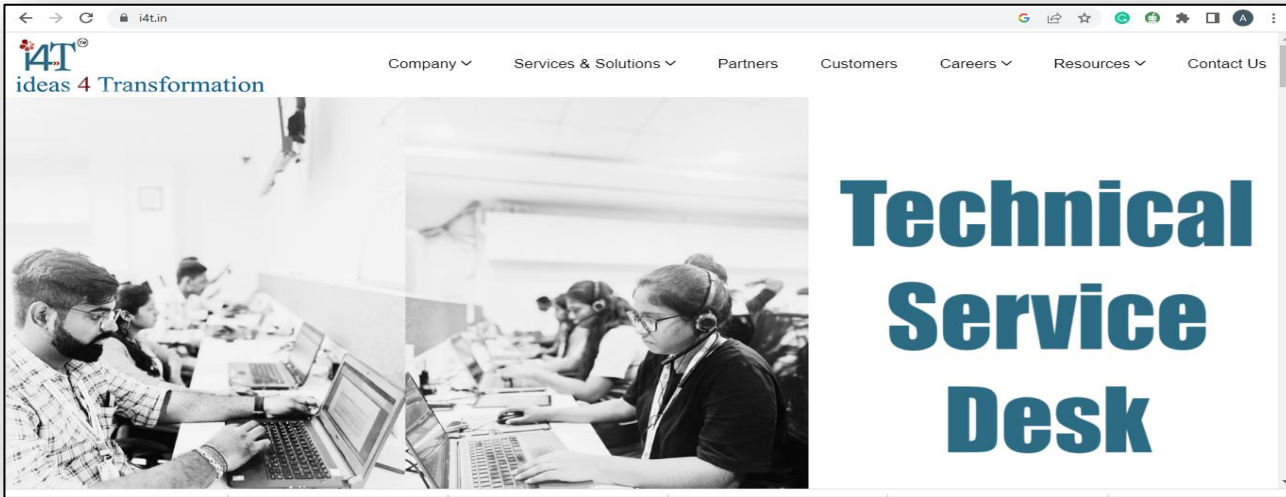 i4t.in
A
i4T®
ideas 4 Transformation
Company
Services & Solutions
Partners
Customers
Careers
Resources
Contact Us
Technical
Service
Desk